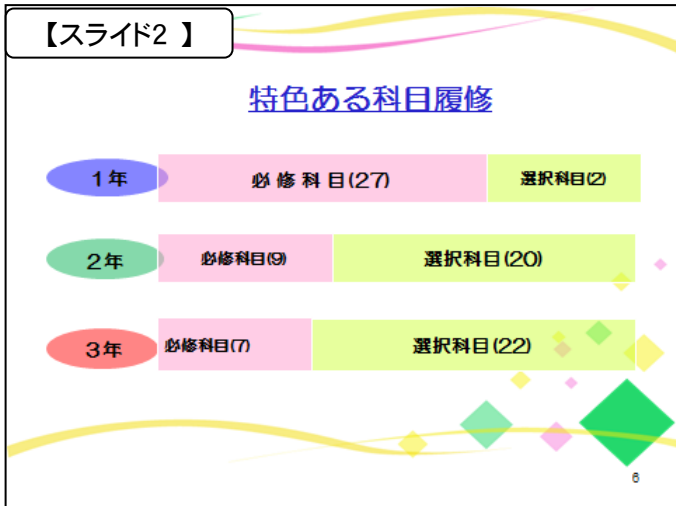 【スライド2 】
特色ある科目履修
1年 必修科目(27) 選択科目(2)
2年 必修科目(9) 選択科目(20)
3年 必修科目(7) 選択科目(22)
6